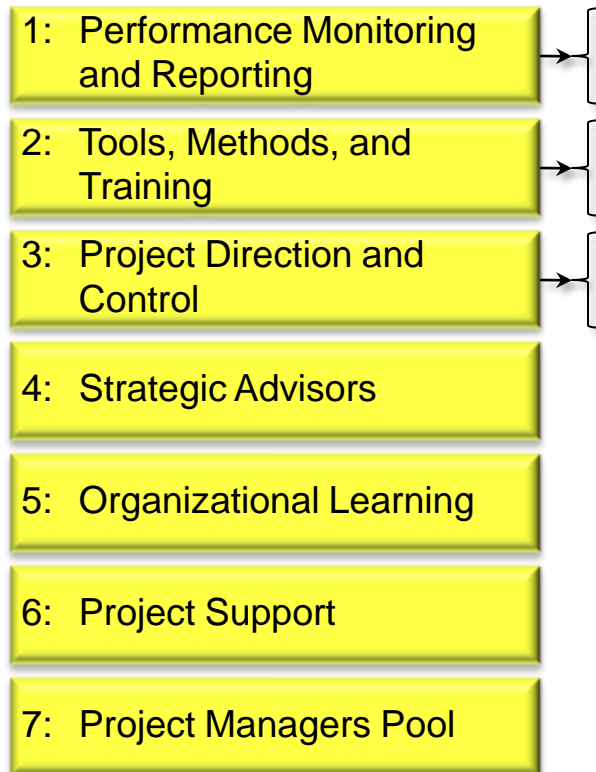 1: Performance Monitoring
and Reporting
2: Tools, Methods, and
Training
3: Project Direction and
Control
4: Strategic Advisors
5: Organizational Learning
6: Project Support
7: Project Managers Pool